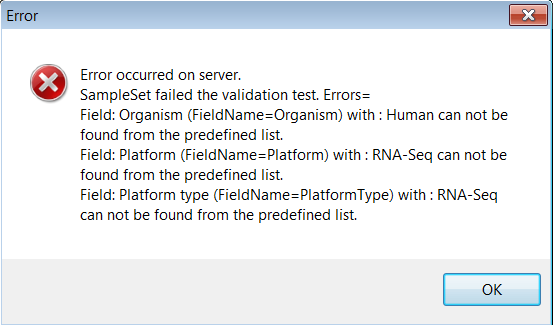 Error
Error occurred on server.
SampleSet failed the validation test. Errors=
Field: Organism (FieldName=Organism) with : Human can not be
found from the predefined list.
Field: Platform (FieldName=Platform) with : RNA-Seq can not be
found from the predefined list.
Field: Platform type (FieldName=PlatformType) with : RNA-Seq
can not be found from the predefined list.
OK